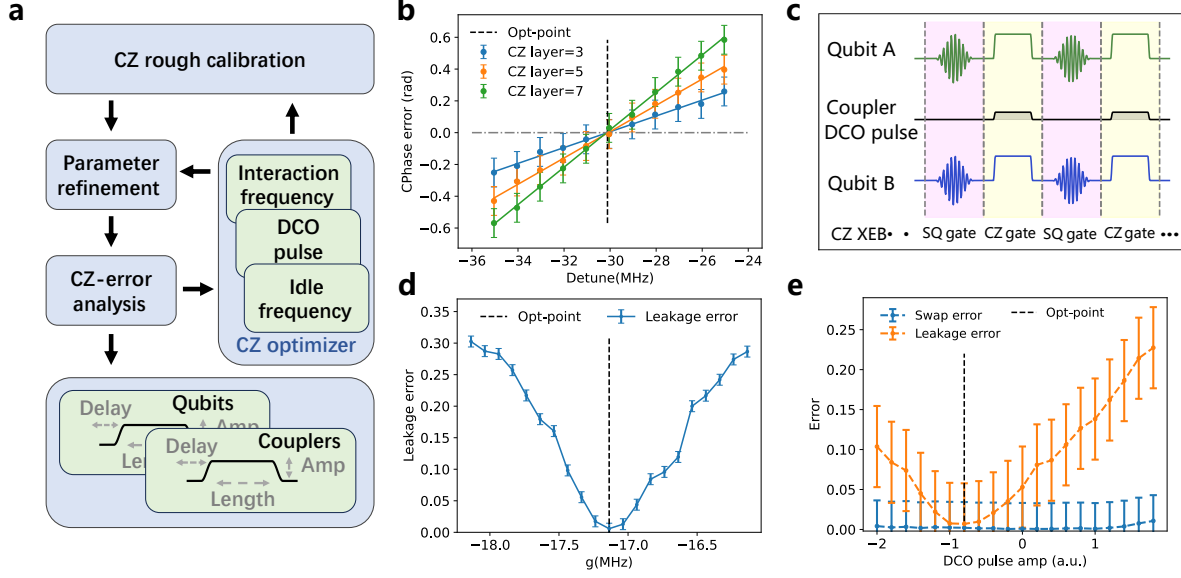 a
CZ rough calibration
Parameter
refinement
CZ-error
analysis
Interaction
frequency
DCO
pulse
Idle
frequency
CZ optimizer
Qubits
Delay
Amp
Couplers
Delay
Amp
Length
b
Opt-point
CZ layer=3
CZ layer=5
CZ layer=7
CPhase error (rad)
0.6
0.4
0.2
0.0
−0.2
−0.4
−0.6
−36
−34
−32
−30
−28
−26
−24
Detune(MHz)
c
Qubit A
Coupler
DCO pulse
Qubit B
CZ XEB• •
SQ gate
CZ gate
SQ gate
CZ gate
•••
d
Opt-point
Leakage error
Leakage error
0.35
0.30
0.25
0.20
0.15
0.10
0.05
0.00
−18.0
−17.5
−17.0
−16.5
g(MHz)
e
Swap error
Leakage error
Opt-point
Error
0.25
0.20
0.15
0.10
0.05
0.00
−2
−1
0
1
DCO pulse amp (a.u.)